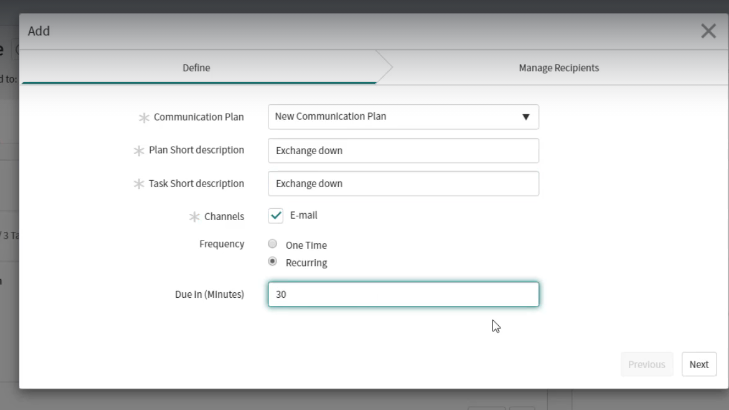 Add
Define
Manage Recipients
Communication Plan
New Communication Plan
Plan Short description
Exchange down
Task Short description
Exchange down
Channels
E-mail
Frequency
One Time
Recurring
Due in (Minutes)
30
Previous
Next
d to: